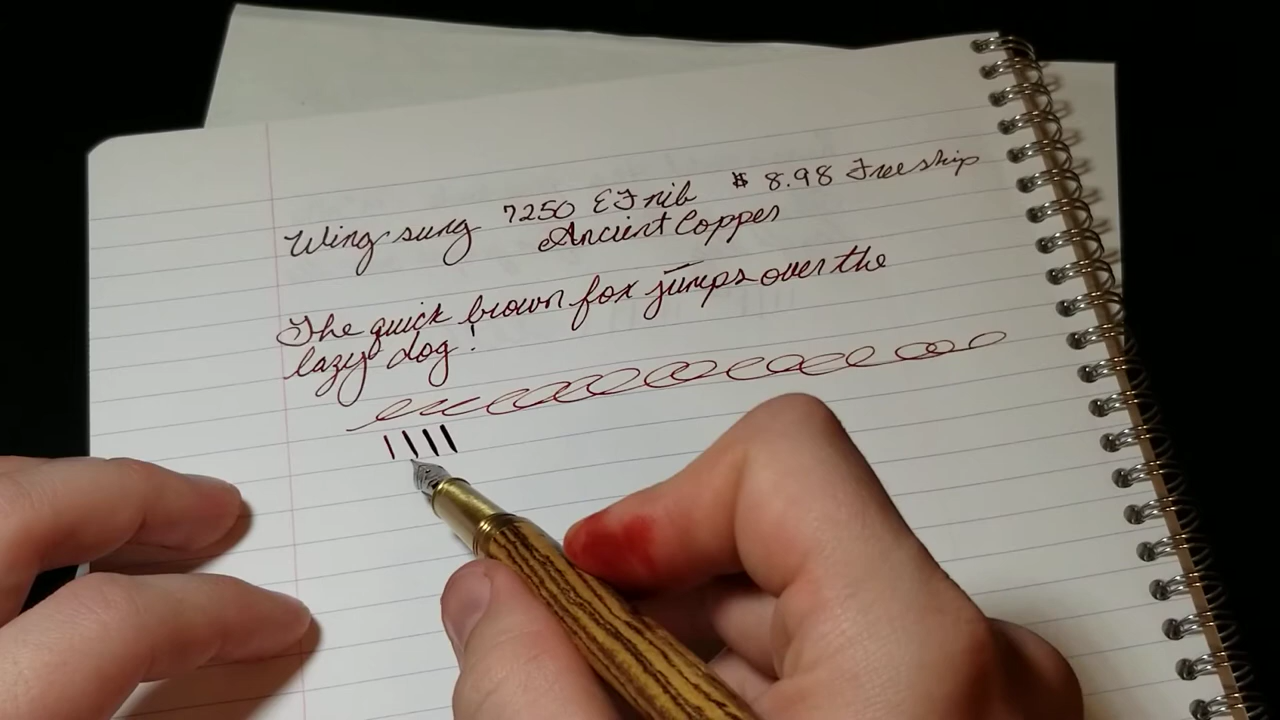 Wing sung 7250 EF nib $ 8.98 Free ship
Ancient Copper
The quick brown fox jumps over the
lazy dog!